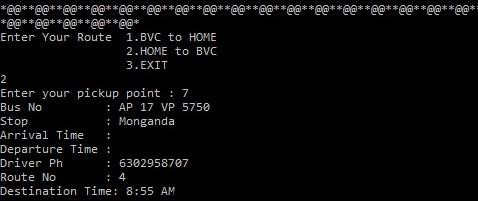 *@@**@@**@@**@@**@@**@@**@@**@@**@@**@@**@@**@@**@@**@@**@@**@@**@@*
*@@**@@**@@**@@**@@*
Enter Your Route  1.BVC to HOME
                  2.HOME to BVC
                  3.EXIT
2
Enter your pickup point : 7
Bus No         : AP 17 VP 5750
Stop           : Monganda
Arrival Time   :
Departure Time :
Driver Ph      : 6302958707
Route No       : 4
Destination Time: 8:55 AM